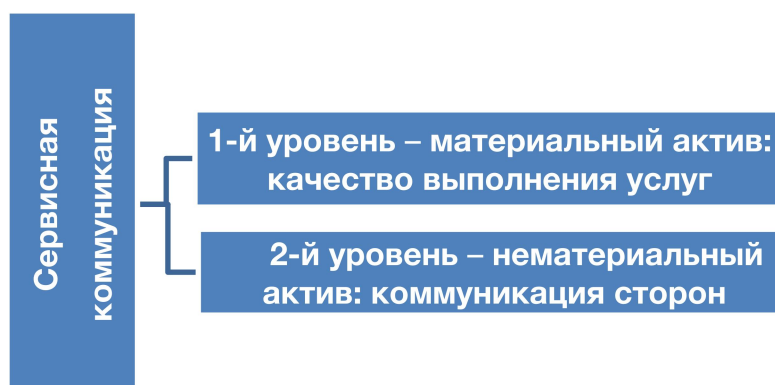 Сервисная
коммуникация
1-й уровень – материальный актив:
качество выполнения услуг
2-й уровень – нематериальный
актив: коммуникация сторон